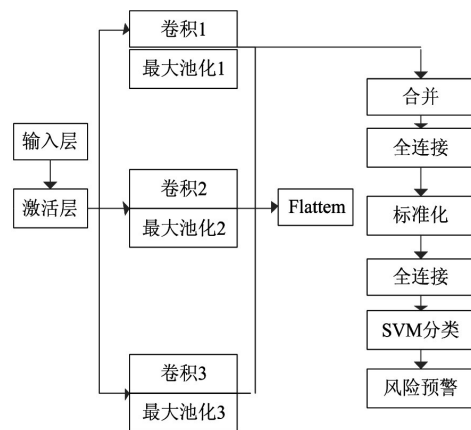 输入层
激活层
卷积1
最大池化1
卷积2
最大池化2
卷积3
最大池化3
Flattem
合并
全连接
标准化
全连接
SVM分类
风险预警